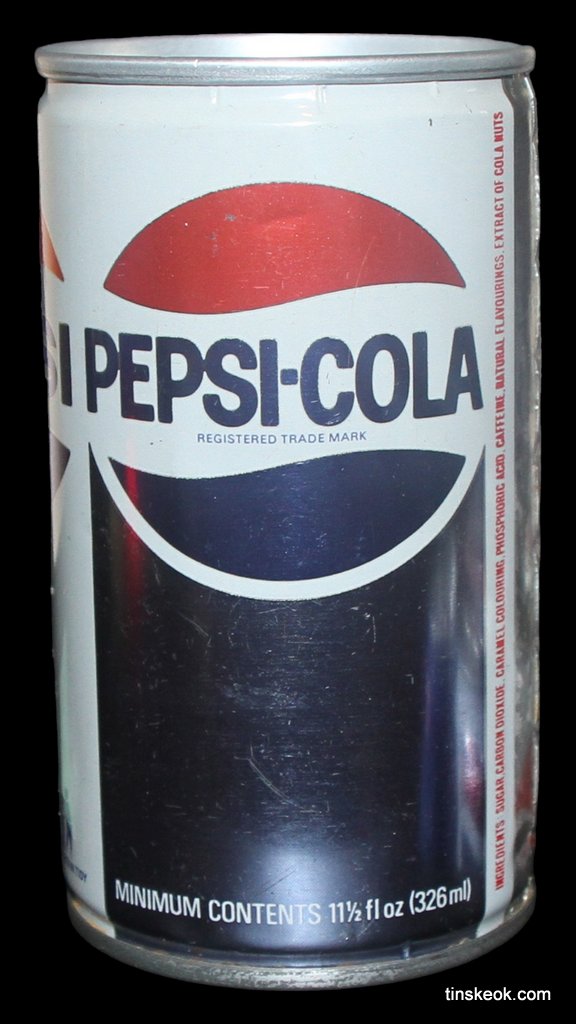 PEPSI-COLA
REGISTERED TRADE MARK
MINIMUM CONTENTS 11½ fl oz (326ml)
INGREDIENTS SUGAR, CARBON DIOXIDE, CARAMEL COLOURING, PHOSPHORIC ACID, CAFFEINE, NATURAL FLAVOURINGS, EXTRACT OF COLA NUTS
tinskeok.com